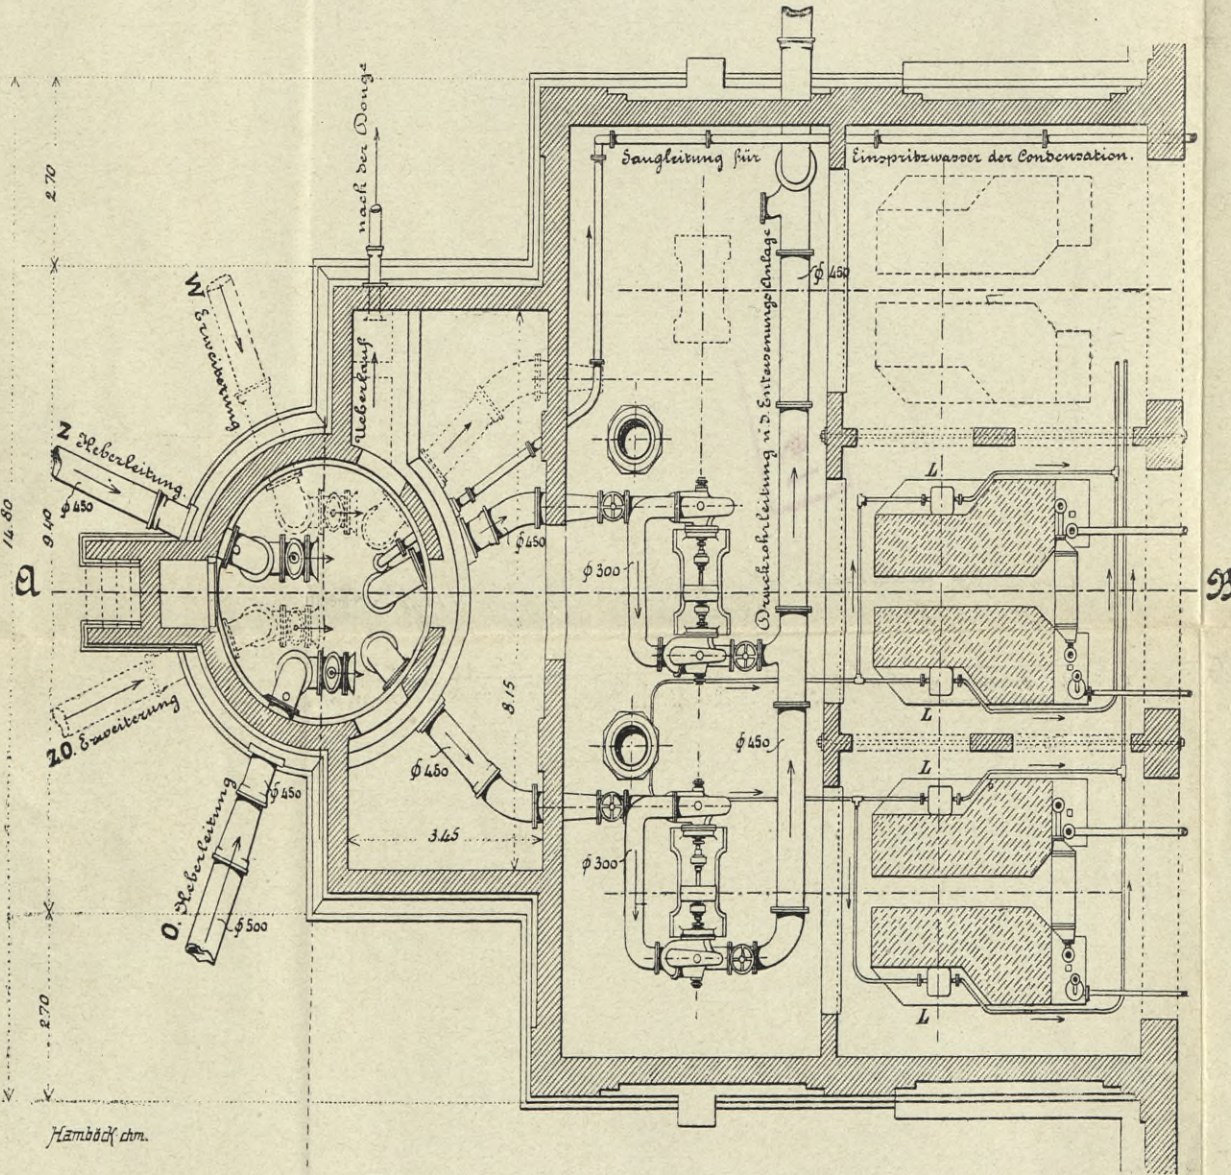 nach der Donge
Saugleitung für Einspritzwasser der Condensation.
2.70
W
Erweiterung
Ueberlauf
Druckrohrleitung n. d. Enteisenungs Anlage
ϕ 450
Z
Heberleitung.
ϕ 450
14.80
9.40
L
ϕ 450
A
B
ϕ 300
8.15
L
20. Erweiterung
ϕ 450
ϕ 450
L
O. Heberleitung
ϕ 450
3.45
ϕ 300
ϕ 500
2.70
L
Hamböck chm.